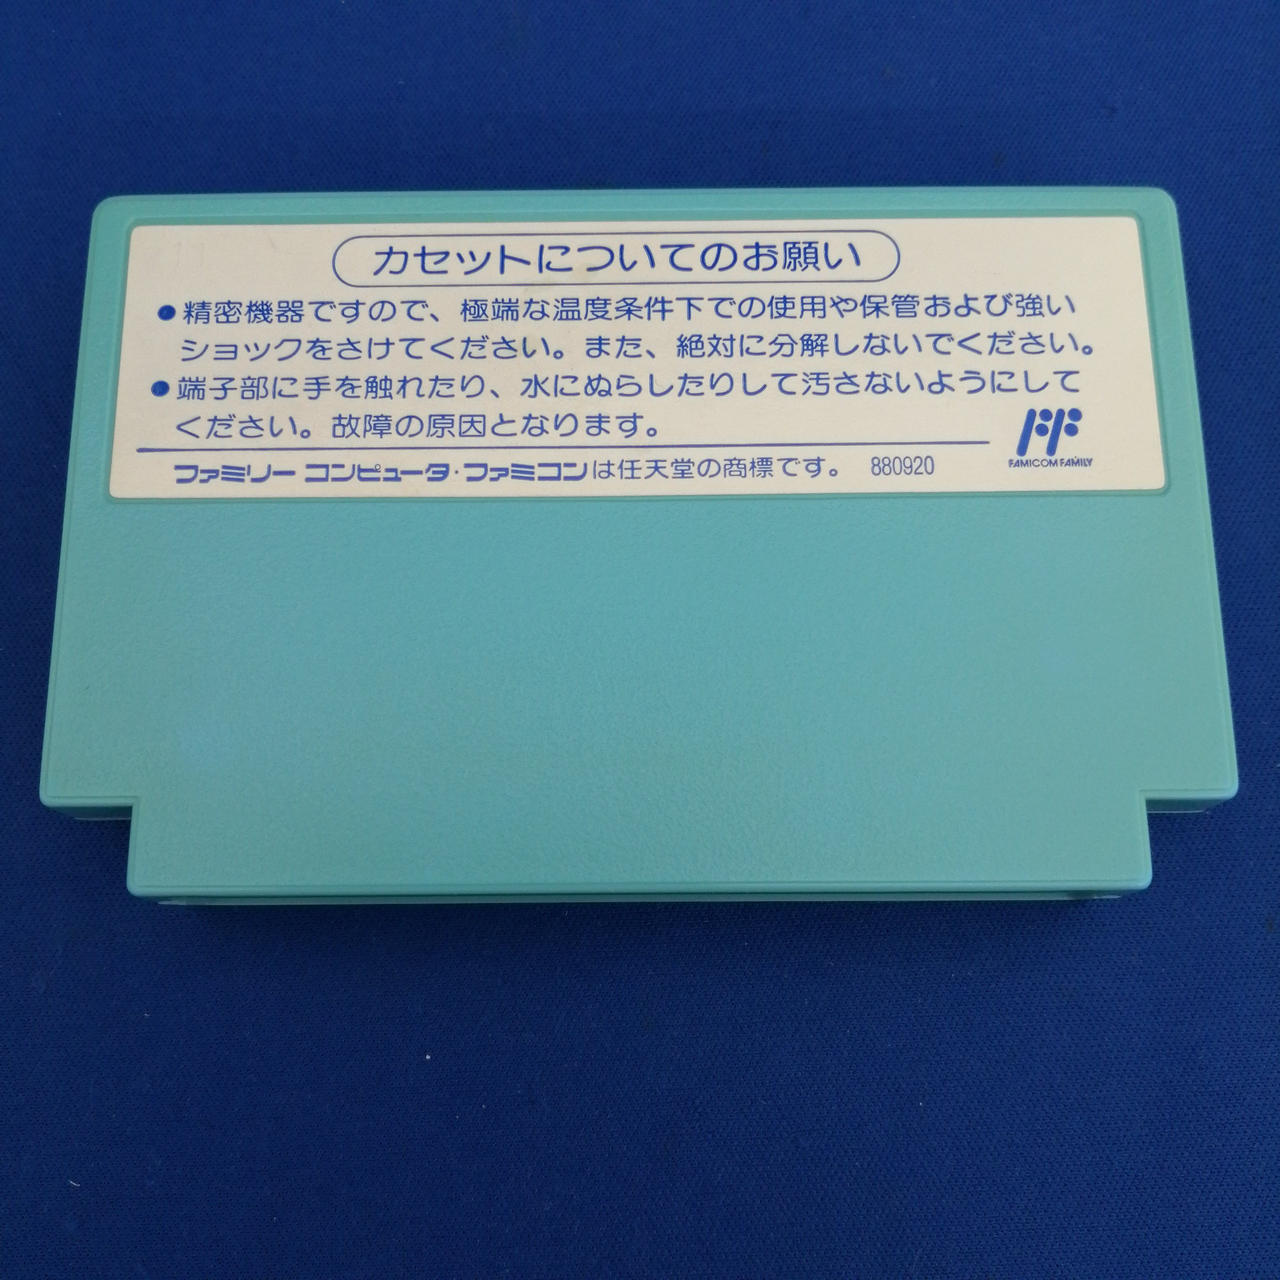 カセットについてのお願い
●精密機器ですので、極端な温度条件下での使用や保管および強い
ショックをさけてください。また、絶対に分解しないでください。
●端子部に手を触れたり、水にぬらしたりして汚さないようにして
ください。故障の原因となります。
FF
FAMICOM FAMILY
ファミリーコンピュータ・ファミコンは任天堂の商標です。 880920